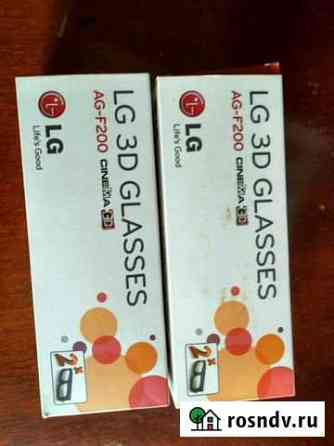 LG 3D GLASSES
AG-F200 CINEMA 3D
LG
Life's Good
2x
LG 3D GLASSES
AG-F200 CINEMA 3D
LG
Life's Good
2x
rosndv.ru